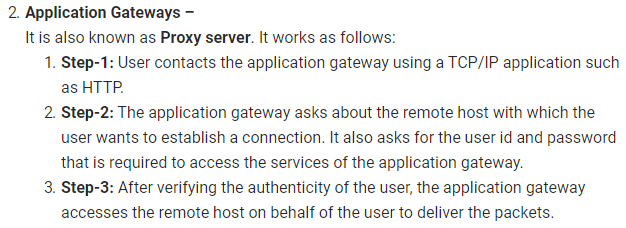 2. Application Gateways –
It is also known as Proxy server. It works as follows:
1. Step-1: User contacts the application gateway using a TCP/IP application such
as HTTP.
2. Step-2: The application gateway asks about the remote host with which the
user wants to establish a connection. It also asks for the user id and password
that is required to access the services of the application gateway.
3. Step-3: After verifying the authenticity of the user, the application gateway
accesses the remote host on behalf of the user to deliver the packets.